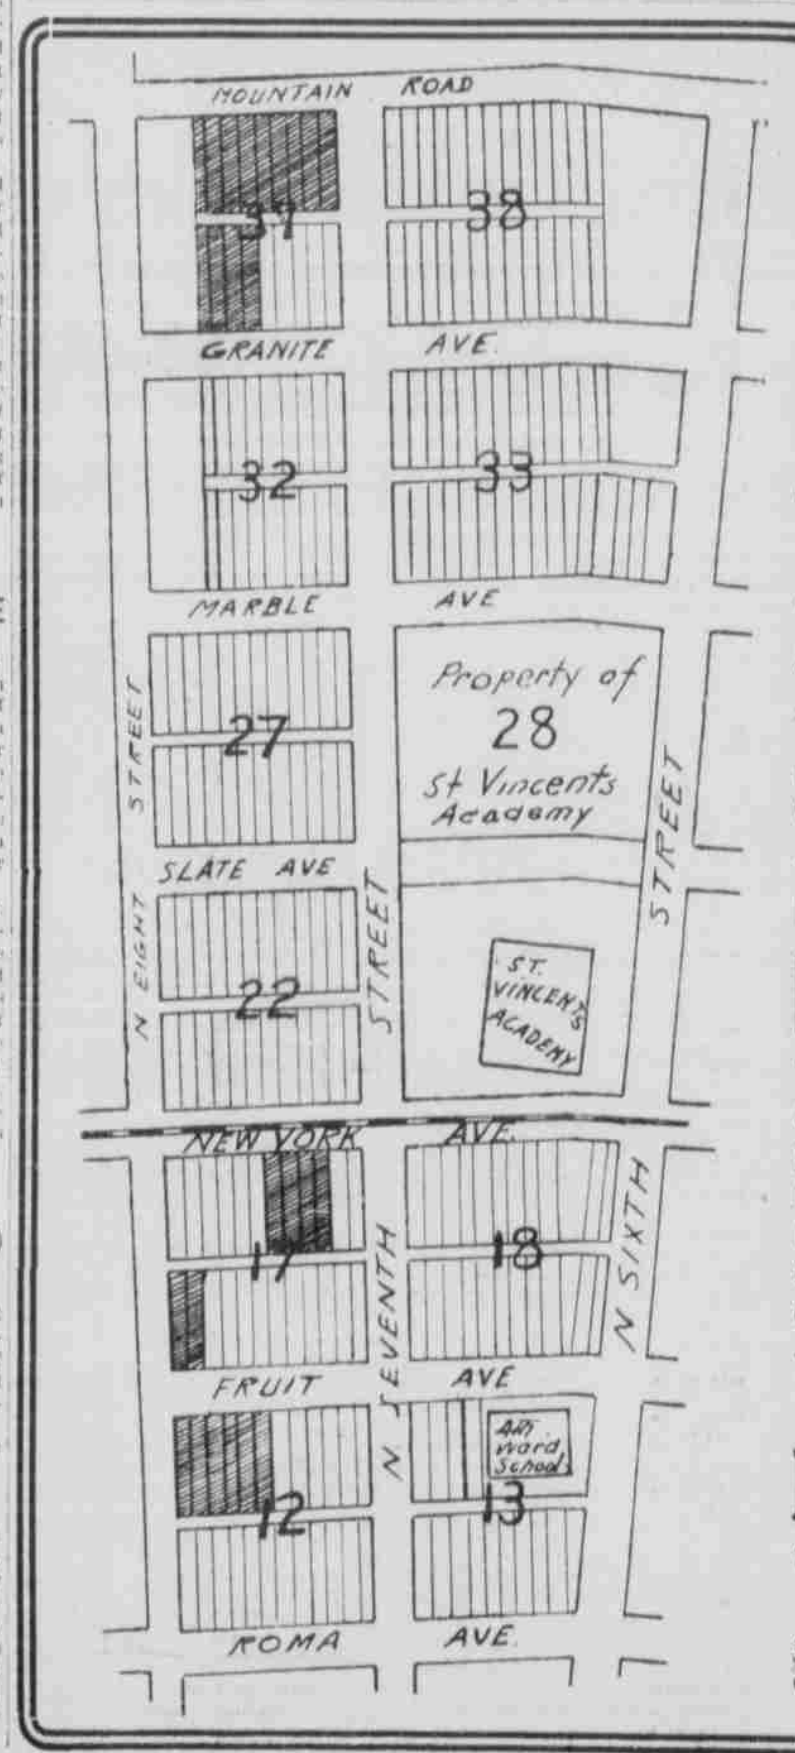 MOUNTAIN ROAD
37 38
GRANITE AVE.
32 33
MARBLE AVE
Property of
28
St Vincents
Academy
27
STREET
SLATE AVE
STREET
N EIGHT
STREET
22
ST.
VINCENTS
ACADEMY
NEW YORK AVE.
17 18
N SIXTH
N SEVENTH
FRUIT AVE
4th
Ward
School
12 13
ROMA AVE.